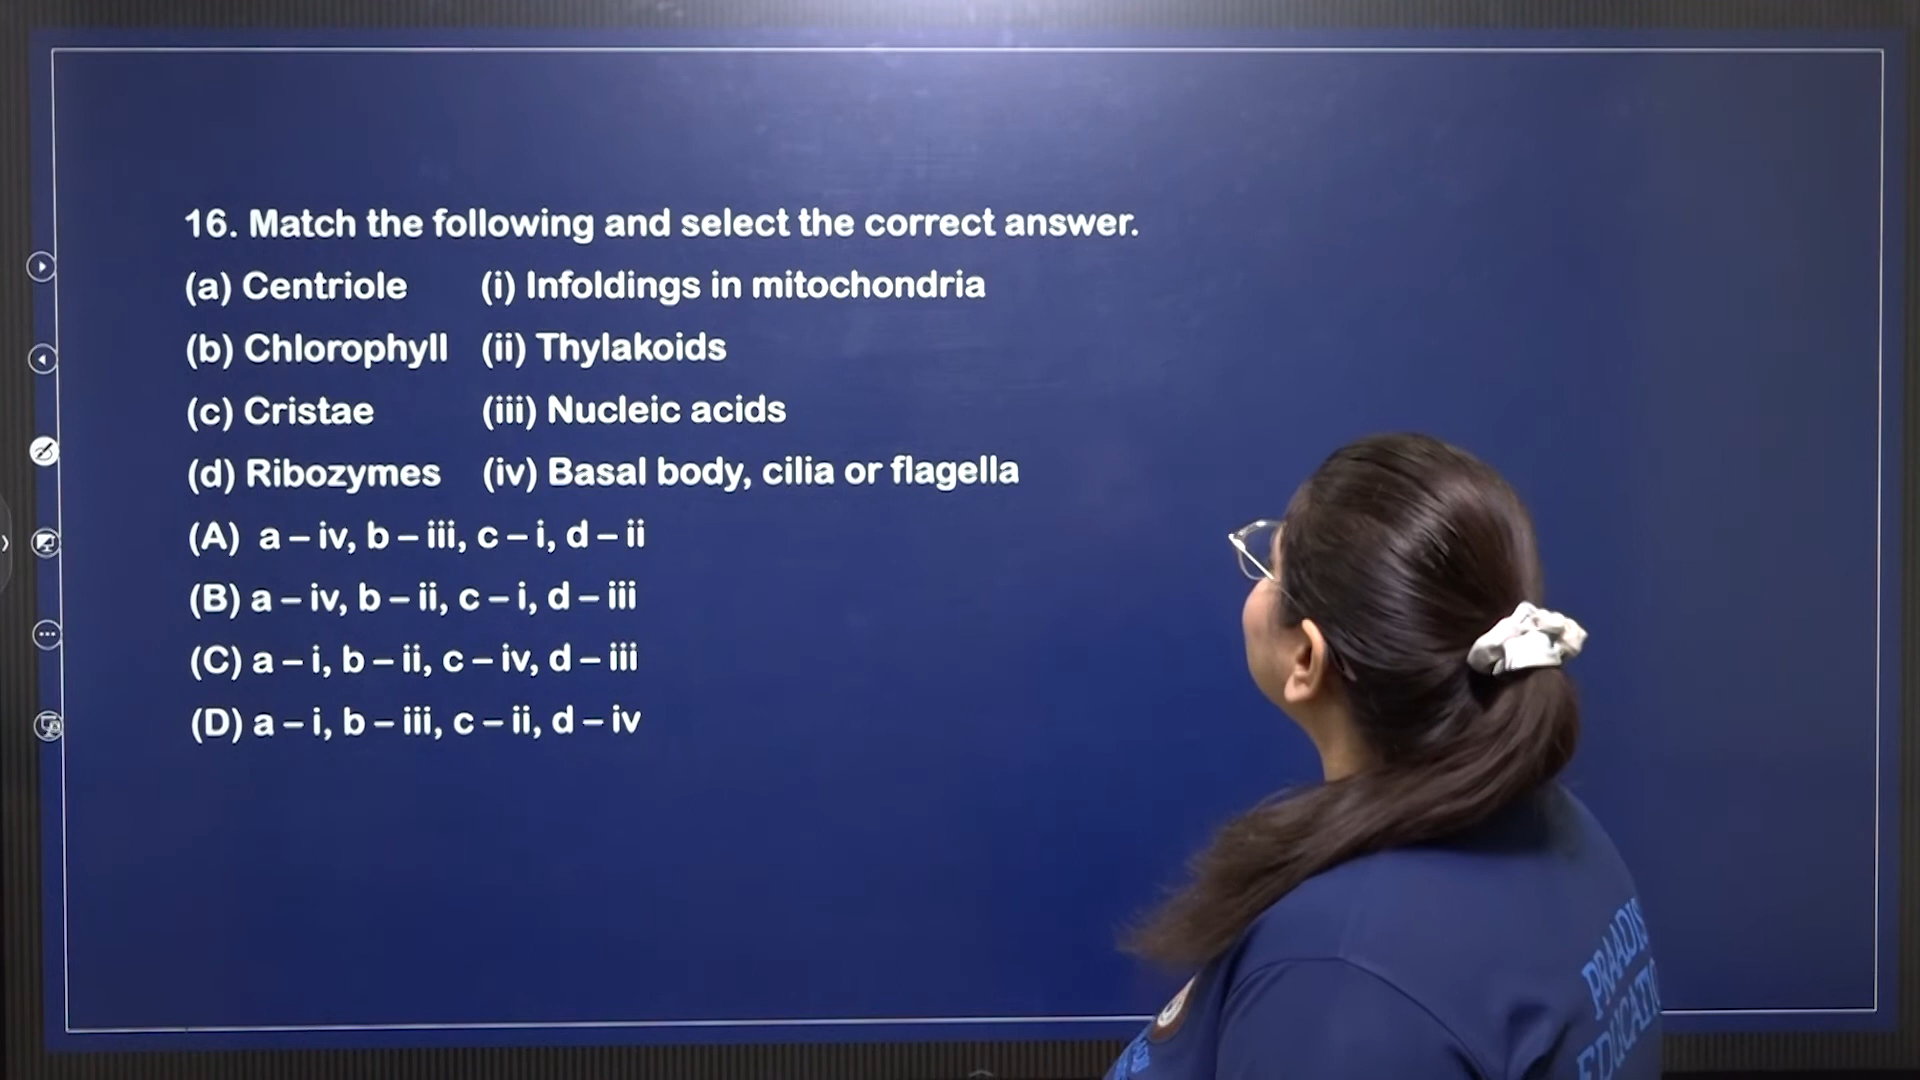 16. Match the following and select the correct answer.
(a) Centriole (i) Infoldings in mitochondria
(b) Chlorophyll (ii) Thylakoids
(c) Cristae (iii) Nucleic acids
(d) Ribozymes (iv) Basal body, cilia or flagella
(A) a – iv, b – iii, c – i, d – ii
(B) a – iv, b – ii, c – i, d – iii
(C) a – i, b – ii, c – iv, d – iii
(D) a – i, b – iii, c – ii, d – iv